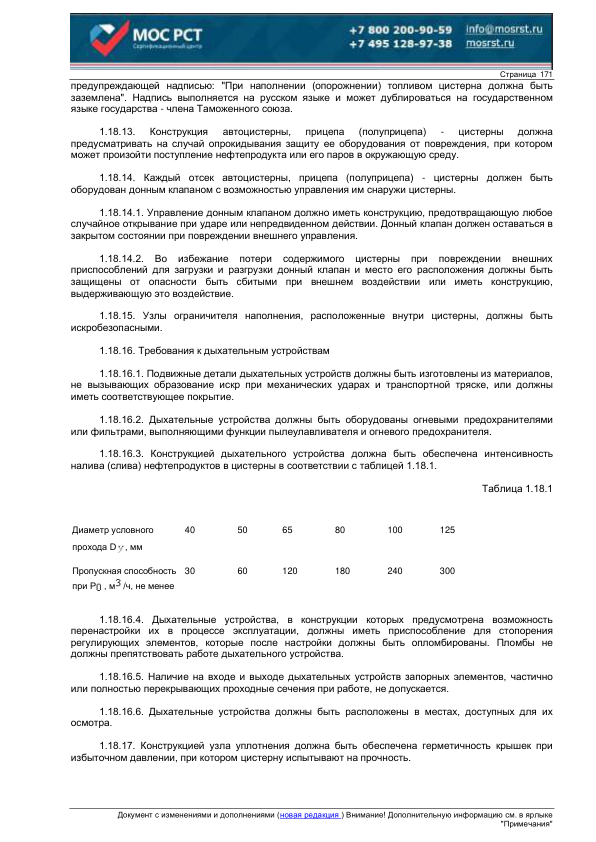 МОС РСТ
Сертификационный центр
+7 800 200-90-59 info@mosrst.ru
+7 495 128-97-38 mosrst.ru
Страница 171
предупреждающей надписью: "При наполнении (опорожнении) топливом цистерна должна быть
заземлена". Надпись выполняется на русском языке и может дублироваться на государственном
языке государства - члена Таможенного союза.
1.18.13. Конструкция автоцистерны, прицепа (полуприцепа) - цистерны должна
предусматривать на случай опрокидывания защиту ее оборудования от повреждения, при котором
может произойти поступление нефтепродукта или его паров в окружающую среду.
1.18.14. Каждый отсек автоцистерны, прицепа (полуприцепа) - цистерны должен быть
оборудован донным клапаном с возможностью управления им снаружи цистерны.
1.18.14.1. Управление донным клапаном должно иметь конструкцию, предотвращающую любое
случайное открывание при ударе или непредвиденном действии. Донный клапан должен оставаться в
закрытом состоянии при повреждении внешнего управления.
1.18.14.2. Во избежание потери содержимого цистерны при повреждении внешних
приспособлений для загрузки и разгрузки донный клапан и место его расположения должны быть
защищены от опасности быть сбитыми при внешнем воздействии или иметь конструкцию,
выдерживающую это воздействие.
1.18.15. Узлы ограничителя наполнения, расположенные внутри цистерны, должны быть
искробезопасными.
1.18.16. Требования к дыхательным устройствам
1.18.16.1. Подвижные детали дыхательных устройств должны быть изготовлены из материалов,
не вызывающих образование искр при механических ударах и транспортной тряске, или должны
иметь соответствующее покрытие.
1.18.16.2. Дыхательные устройства должны быть оборудованы огневыми предохранителями
или фильтрами, выполняющими функции пылеулавливателя и огневого предохранителя.
1.18.16.3. Конструкцией дыхательного устройства должна быть обеспечена интенсивность
налива (слива) нефтепродуктов в цистерны в соответствии с таблицей 1.18.1.
Таблица 1.18.1
Диаметр условного 40 50 65 80 100 125
прохода D y , мм
Пропускная способность 30 60 120 180 240 300
при P0 , м3 /ч, не менее
1.18.16.4. Дыхательные устройства, в конструкции которых предусмотрена возможность
перенастройки их в процессе эксплуатации, должны иметь приспособление для стопорения
регулирующих элементов, которые после настройки должны быть опломбированы. Пломбы не
должны препятствовать работе дыхательного устройства.
1.18.16.5. Наличие на входе и выходе дыхательных устройств запорных элементов, частично
или полностью перекрывающих проходные сечения при работе, не допускается.
1.18.16.6. Дыхательные устройства должны быть расположены в местах, доступных для их
осмотра.
1.18.17. Конструкцией узла уплотнения должна быть обеспечена герметичность крышек при
избыточном давлении, при котором цистерну испытывают на прочность.
Документ с изменениями и дополнениями (новая редакция ) Внимание! Дополнительную информацию см. в ярлыке
"Примечания"